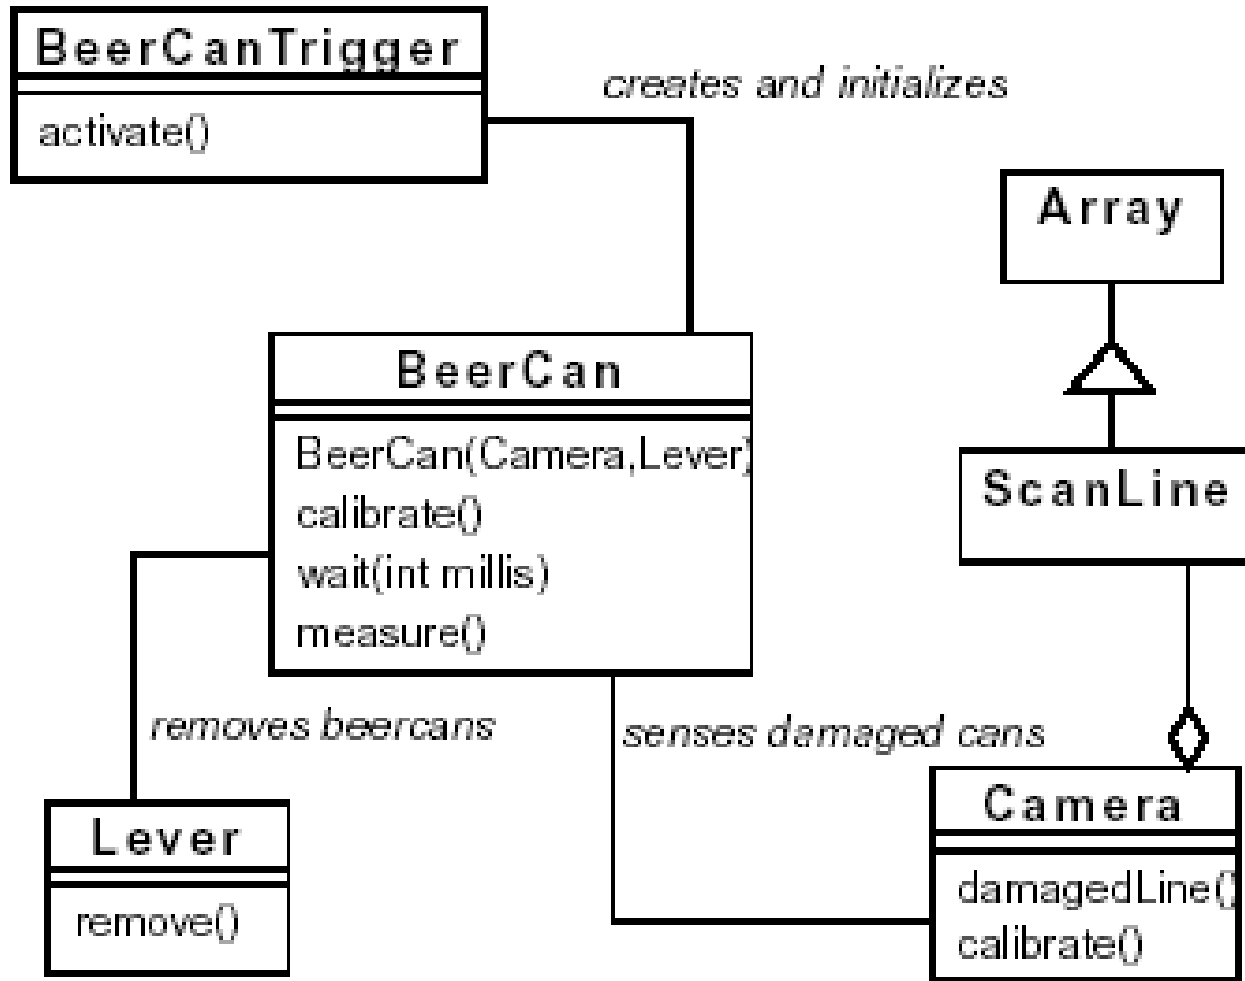 BeerCanTrigger
activate()
creates and initializes
Array
BeerCan
BeerCan(Camera,Lever)
calibrate()
wait(int millis)
measure()
ScanLine
removes beercans
senses damaged cans
Lever
remove()
Camera
damagedLine()
calibrate()